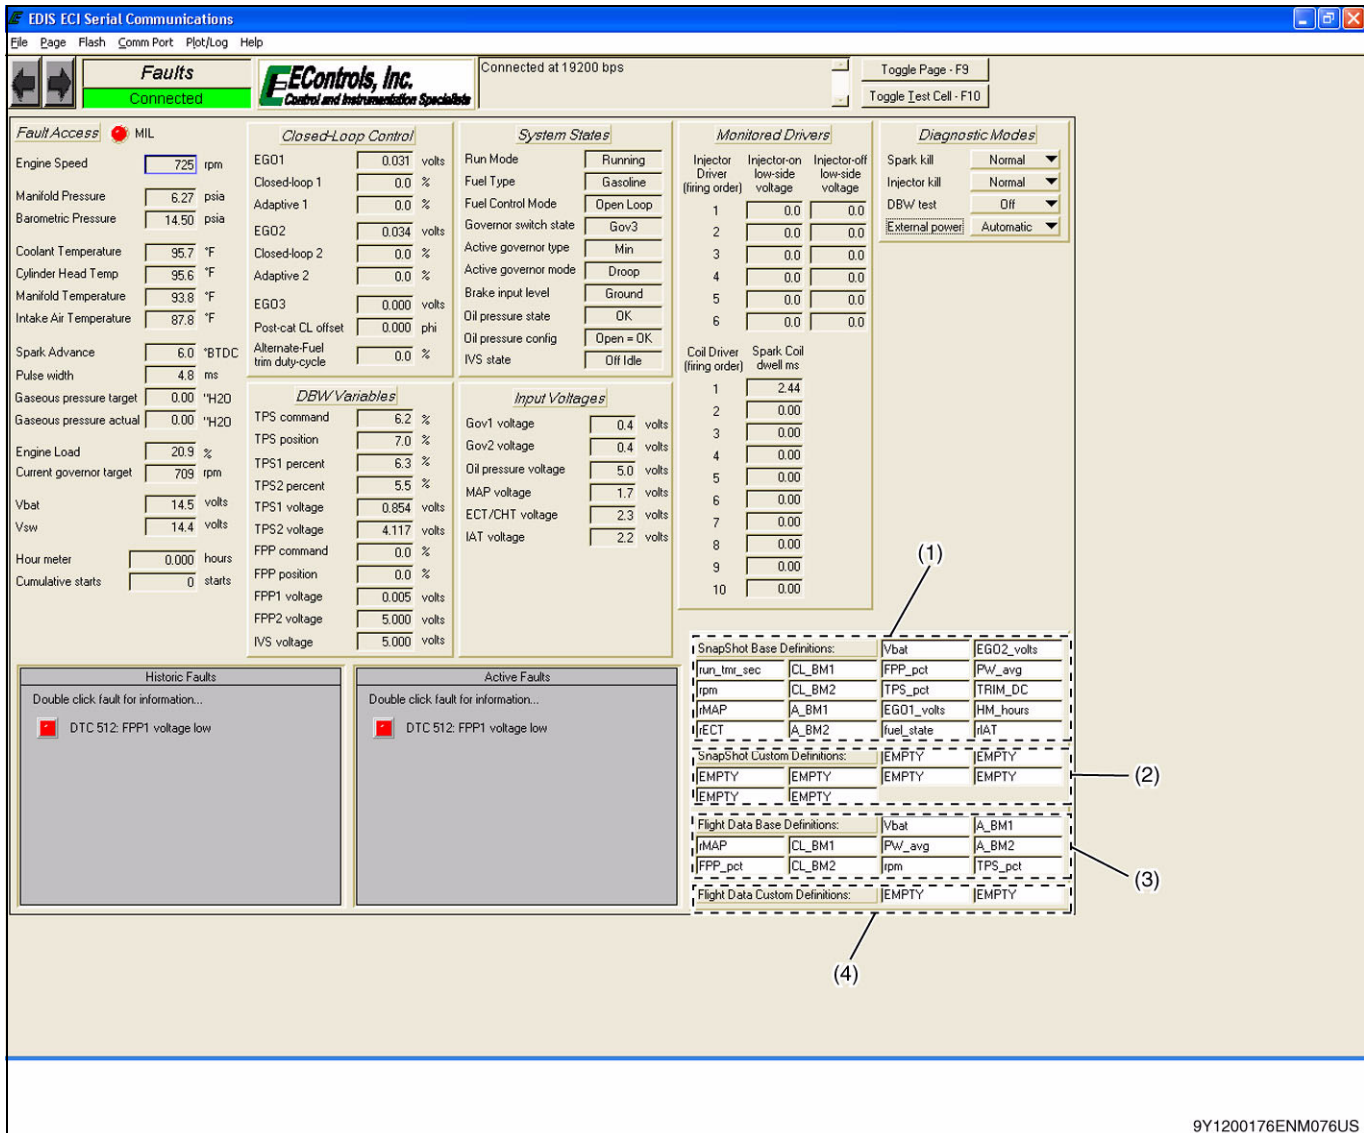 EDIS ECI Serial Communications
File Page Flash Comm Port Plot/Log Help
Faults
Connected
EControls, Inc.
Control and Instrumentation Specialists
Connected at 19200 bps
Toggle Page - F9
Toggle Test Cell - F10
Fault Access MIL
Engine Speed 725 rpm
Manifold Pressure 6.27 psia
Barometric Pressure 14.50 psia
Coolant Temperature 95.7 °F
Cylinder Head Temp 95.6 °F
Manifold Temperature 93.8 °F
Intake Air Temperature 87.8 °F
Spark Advance 6.0 °BTDC
Pulse width 4.8 ms
Gaseous pressure target 0.00 "H2O
Gaseous pressure actual 0.00 "H2O
Engine Load 20.9 %
Current governor target 709 rpm
Vbat 14.5 volts
Vsw 14.4 volts
Hour meter 0.000 hours
Cumulative starts 0 starts
Closed-Loop Control
EGO1 0.031 volts
Closed-loop 1 0.0 %
Adaptive 1 0.0 %
EGO2 0.034 volts
Closed-loop 2 0.0 %
Adaptive 2 0.0 %
EGO3 0.000 volts
Post-cat CL offset 0.000 phi
Alternate-Fuel
trim duty-cycle 0.0 %
DBW Variables
TPS command 6.2 %
TPS position 7.0 %
TPS1 percent 6.3 %
TPS2 percent 5.5 %
TPS1 voltage 0.854 volts
TPS2 voltage 4.117 volts
FPP command 0.0 %
FPP position 0.0 %
FPP1 voltage 0.005 volts
FPP2 voltage 5.000 volts
IVS voltage 5.000 volts
System States
Run Mode Running
Fuel Type Gasoline
Fuel Control Mode Open Loop
Governor switch state Gov3
Active governor type Min
Active governor mode Droop
Brake input level Ground
Oil pressure state OK
Oil pressure config Open = OK
IVS state Off Idle
Input Voltages
Gov1 voltage 0.4 volts
Gov2 voltage 0.4 volts
Oil pressure voltage 5.0 volts
MAP voltage 1.7 volts
ECT/CHT voltage 2.3 volts
IAT voltage 2.2 volts
Monitored Drivers
Injector Injector-on Injector-off
Driver low-side low-side
(firing order) voltage voltage
1 0.0 0.0
2 0.0 0.0
3 0.0 0.0
4 0.0 0.0
5 0.0 0.0
6 0.0 0.0
Coil Driver Spark Coil
(firing order) dwell ms
1 2.44
2 0.00
3 0.00
4 0.00
5 0.00
6 0.00
7 0.00
8 0.00
9 0.00
10 0.00
Diagnostic Modes
Spark kill Normal
Injector kill Normal
DBW test Off
External power Automatic
Historic Faults
Double click fault for information...
DTC 512: FPP1 voltage low
Active Faults
Double click fault for information...
DTC 512: FPP1 voltage low
(1)
SnapShot Base Definitions: Vbat EGO2_volts
run_tmr_sec CL_BM1 FPP_pct PW_avg
rpm CL_BM2 TPS_pct TRIM_DC
rMAP A_BM1 EGO1_volts HM_hours
rECT A_BM2 fuel_state rIAT
SnapShot Custom Definitions: EMPTY EMPTY
EMPTY EMPTY EMPTY EMPTY
EMPTY EMPTY
(2)
Flight Data Base Definitions: Vbat A_BM1
rMAP CL_BM1 PW_avg A_BM2
FPP_pct CL_BM2 rpm TPS_pct
(3)
Flight Data Custom Definitions: EMPTY EMPTY
(4)
9Y1200176ENM076US